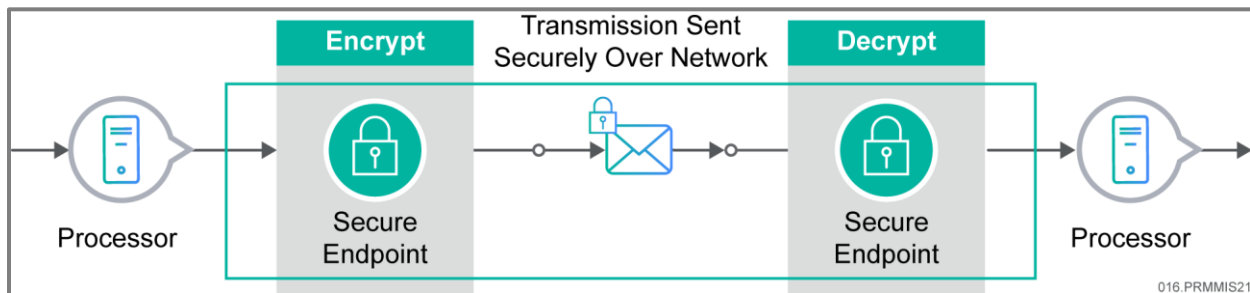 Encrypt
Transmission Sent
Securely Over Network
Decrypt
Processor
Secure
Endpoint
Secure
Endpoint
Processor
016.PRMMIS21